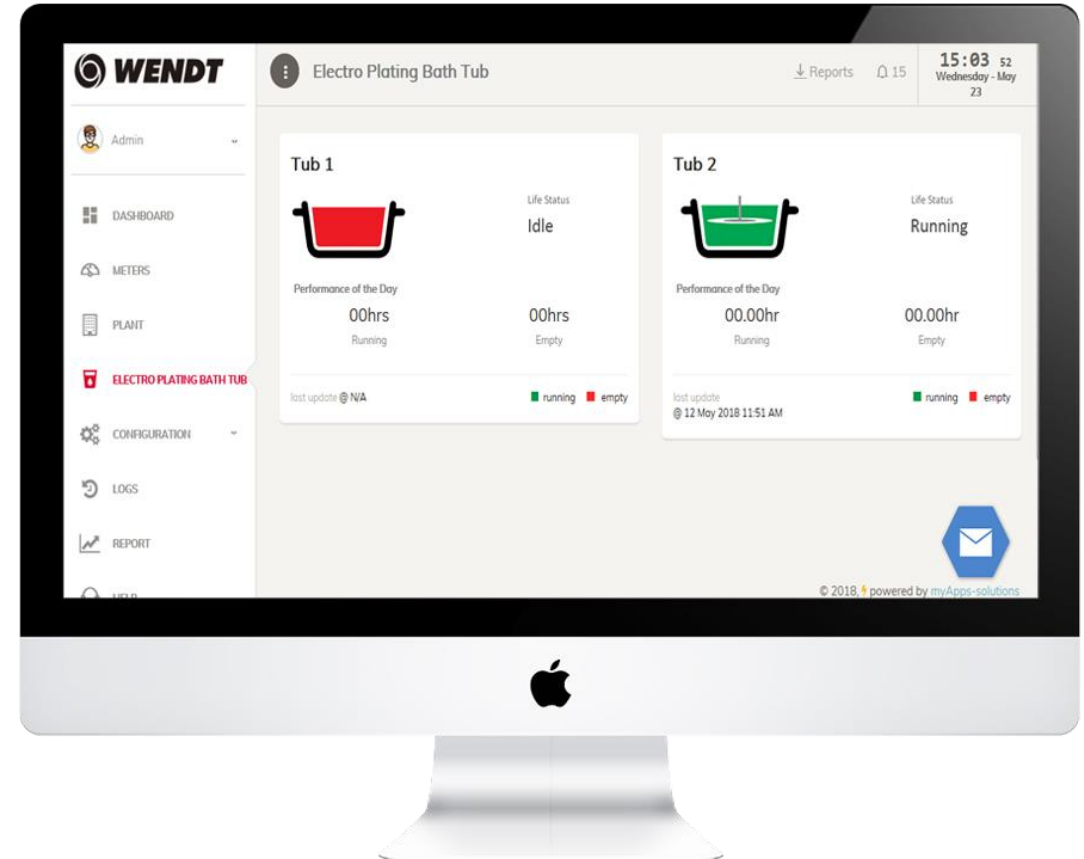 WENDT
Electro Plating Bath Tub
Reports
15
15:03 52
Wednesday - May
23
Admin
DASHBOARD
METERS
PLANT
ELECTRO PLATING BATH TUB
CONFIGURATION
LOGS
REPORT
HELP
Tub 1
Life Status
Idle
Performance of the Day
00hrs
Running
00hrs
Empty
last update @ N/A
running empty
Tub 2
Life Status
Running
Performance of the Day
00.00hr
Running
00.00hr
Empty
last update
@ 12 May 2018 11:51 AM
running empty
© 2018, powered by myApps-solutions